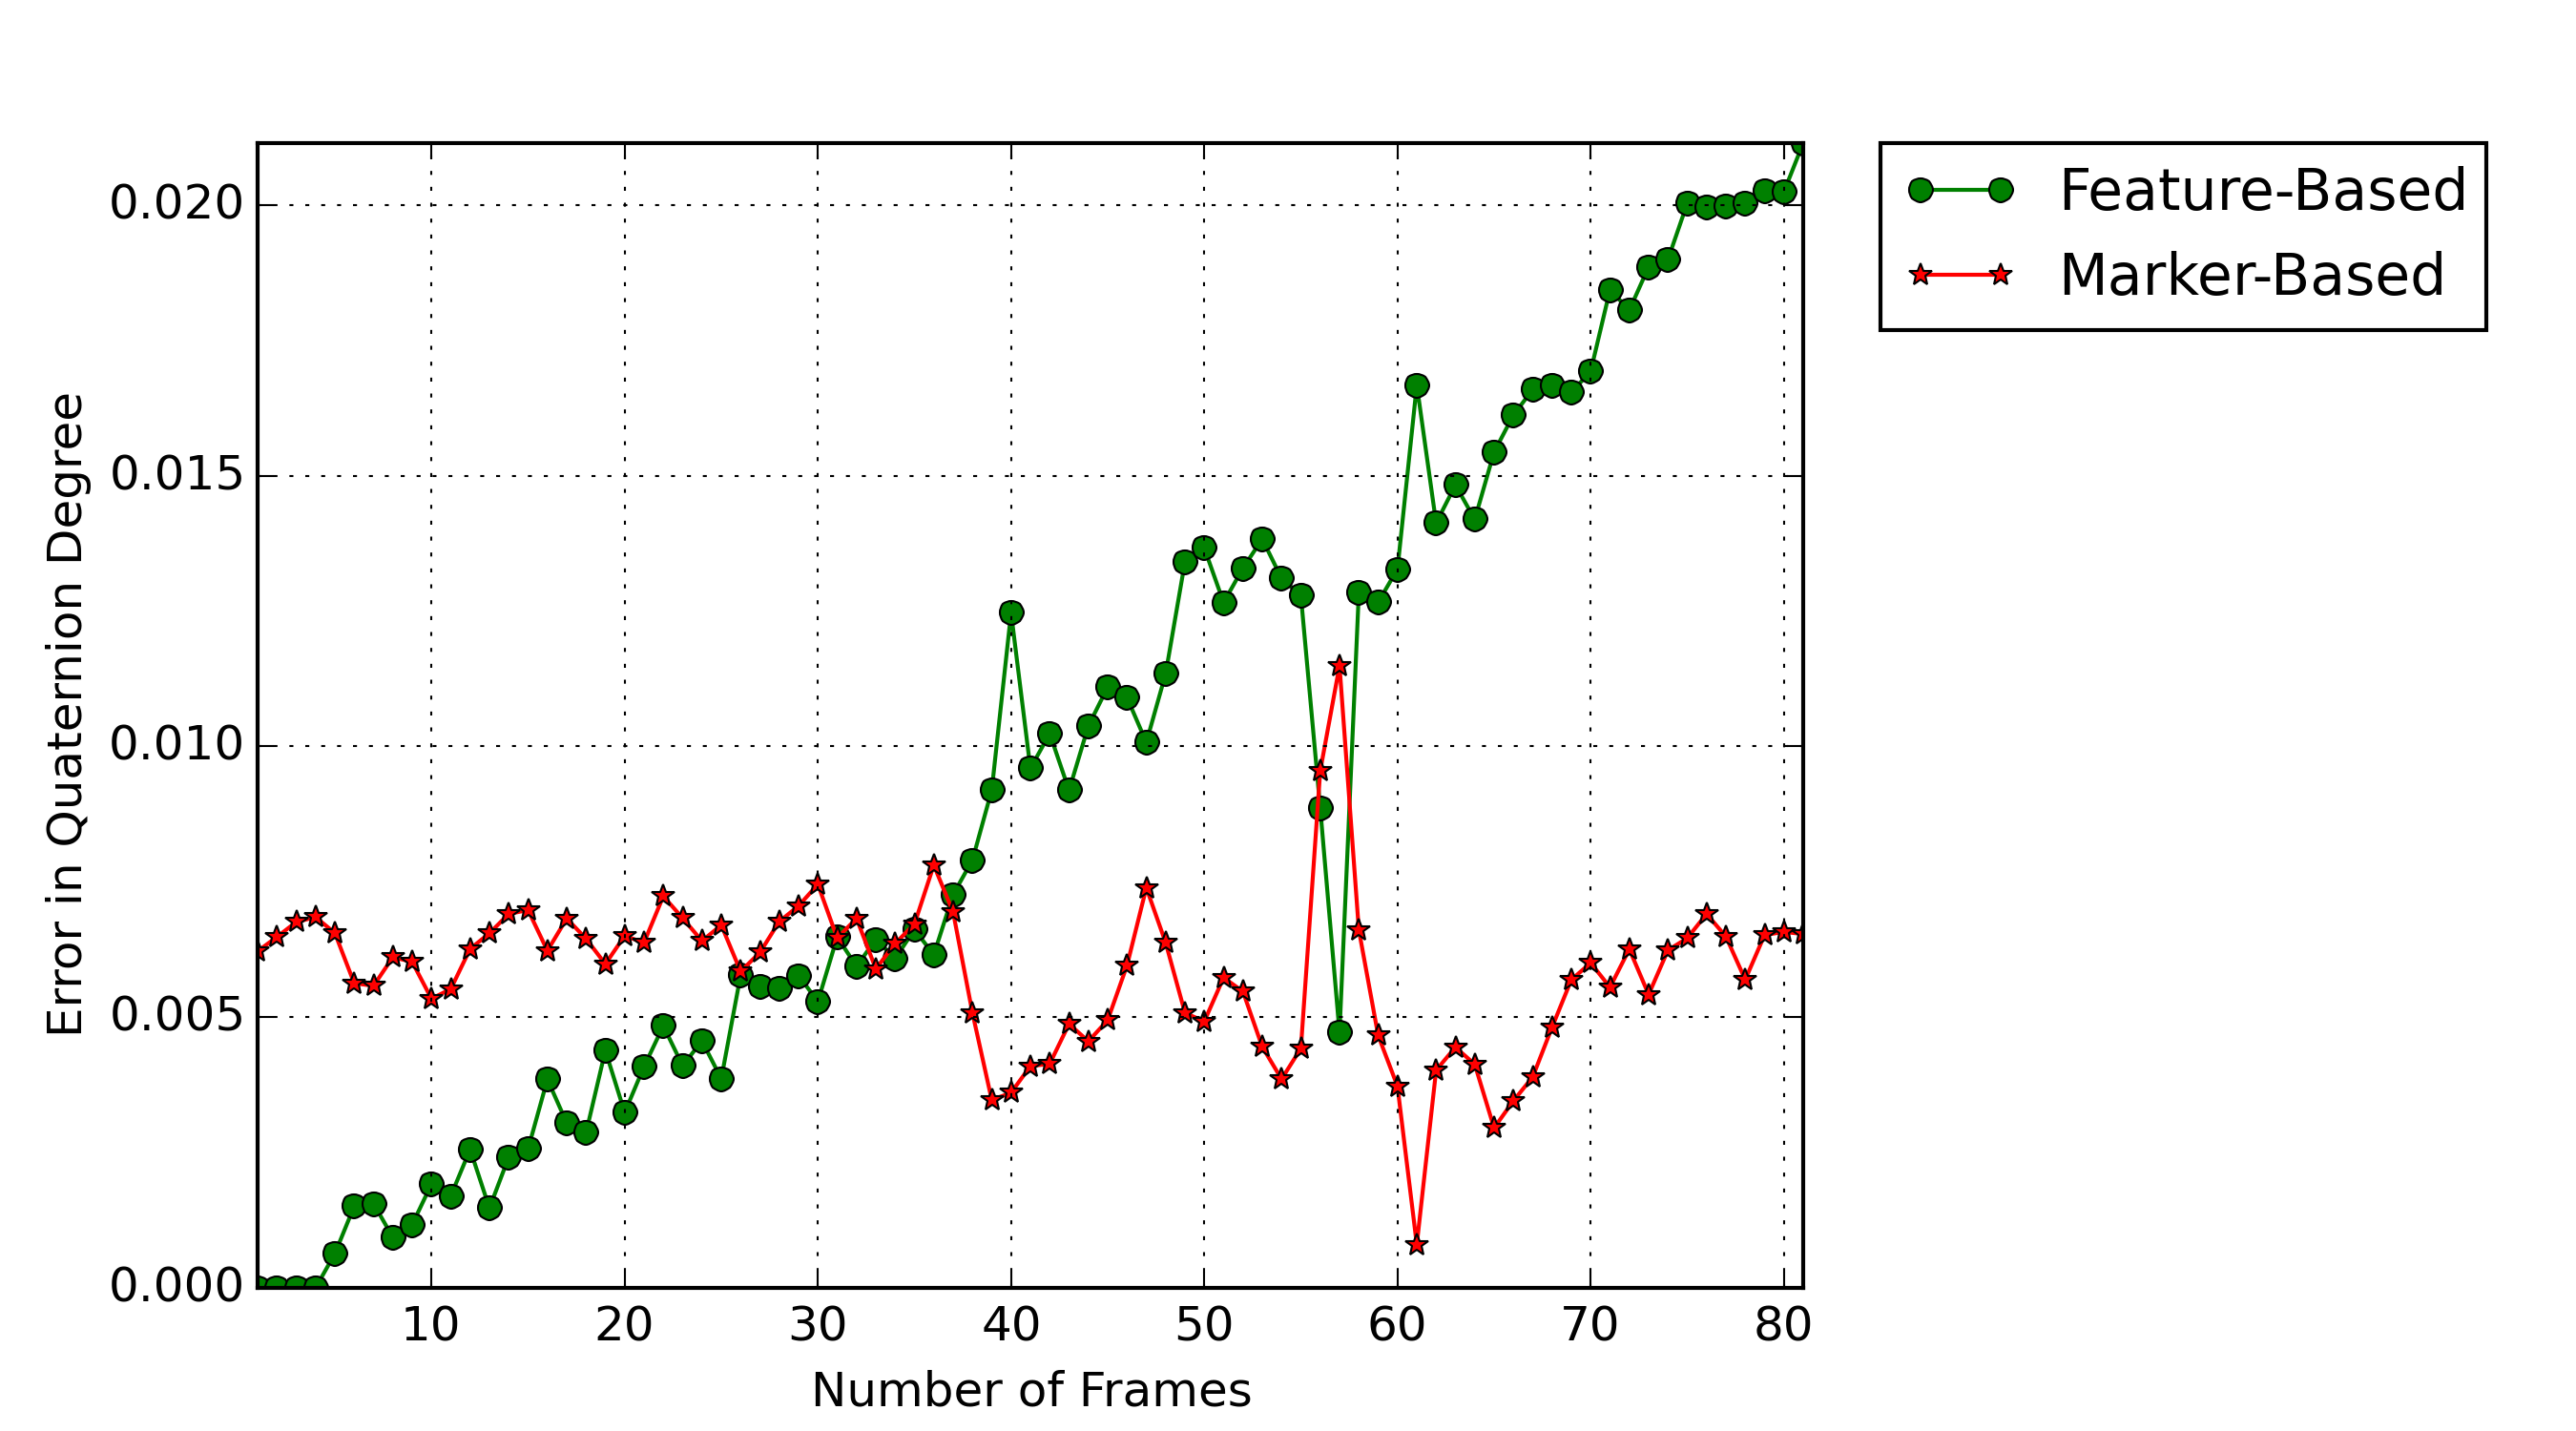 Feature-Based
Marker-Based
0.020
0.015
0.010
0.005
0.000
Error in Quaternion Degree
10 20 30 40 50 60 70 80
Number of Frames